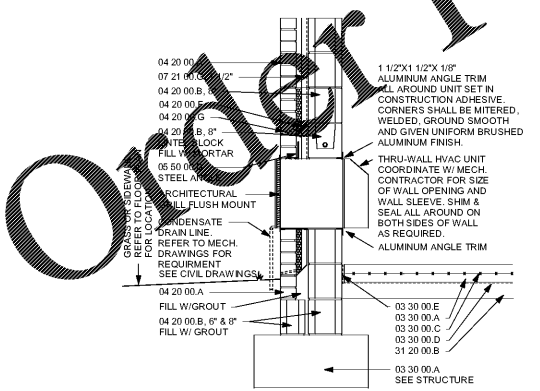 04 20 00.
07 21 00.G, 1/2"
04 20 00.B,
04 20 00.F
04 20 00.G
04 20 00.B, 8"
LINTEL BLOCK
FILL W/ MORTAR
05 50 00.
STEEL ANGLE
ARCHITECTURAL
GRILL FLUSH MOUNT
CONDENSATE
DRAIN LINE.
REFER TO MECH.
DRAWINGS FOR
REQUIRMENT
SEE CIVIL DRAWINGS
GRASS OR SIDEWALK
REFER TO FLOOR
FOR LOCATION
04 20 00.A
FILL W/GROUT
04 20 00.B, 6" & 8"
FILL W/ GROUT
1 1/2"X1 1/2"X 1/8"
ALUMINUM ANGLE TRIM
ALL AROUND UNIT SET IN
CONSTRUCTION ADHESIVE.
CORNERS SHALL BE MITERED,
WELDED, GROUND SMOOTH
AND GIVEN UNIFORM BRUSHED
ALUMINUM FINISH.
THRU-WALL HVAC UNIT
COORDINATE W/ MECH.
CONTRACTOR FOR SIZE
OF WALL OPENING AND
WALL SLEEVE. SHIM &
SEAL ALL AROUND ON
BOTH SIDES OF WALL
AS REQUIRED.
ALUMINUM ANGLE TRIM
03 30 00.E
03 30 00.A
03 30 00.C
03 30 00.D
31 20 00.B
03 30 00.A
SEE STRUCTURE
Order